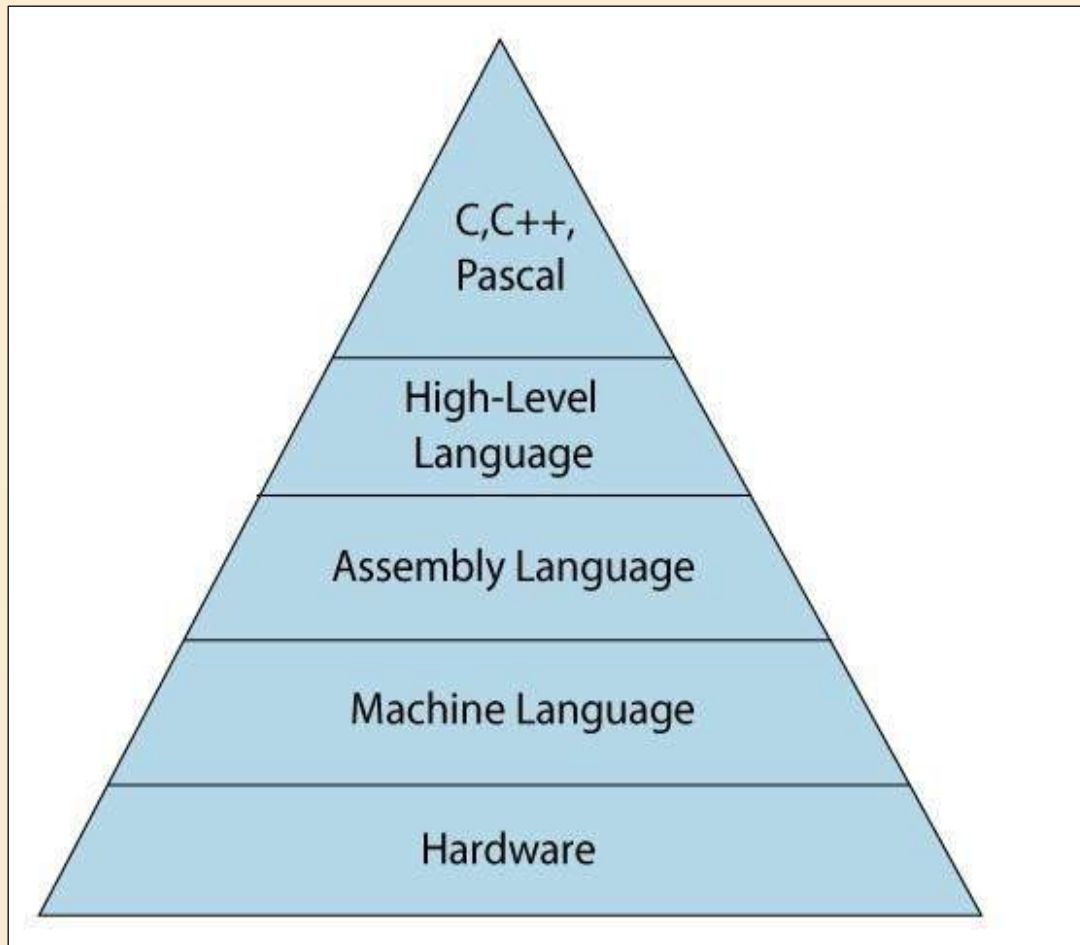 C,C++,
Pascal
High-Level
Language
Assembly Language
Machine Language
Hardware